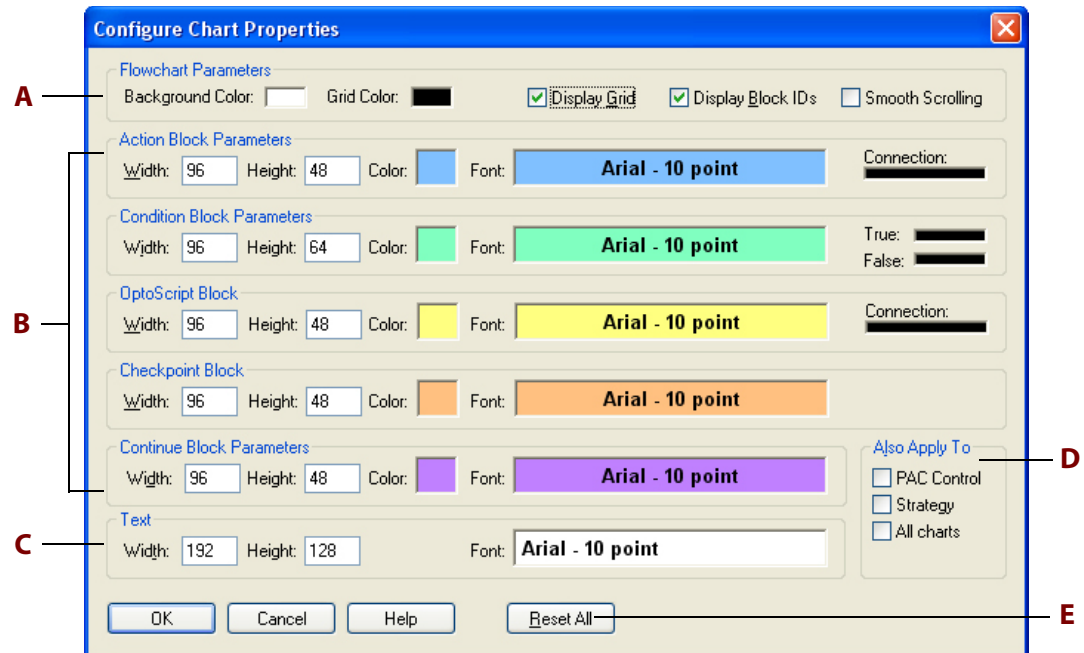 Configure Chart Properties
Flowchart Parameters
A
Background Color:
Grid Color:
Display Grid
Display Block IDs
Smooth Scrolling
Action Block Parameters
Width: 96 Height: 48 Color: Font: Arial - 10 point
Connection:
Condition Block Parameters
Width: 96 Height: 64 Color: Font: Arial - 10 point
True:
False:
B
OptoScript Block
Width: 96 Height: 48 Color: Font: Arial - 10 point
Connection:
Checkpoint Block
Width: 96 Height: 48 Color: Font: Arial - 10 point
Continue Block Parameters
Width: 96 Height: 48 Color: Font: Arial - 10 point
Also Apply To
D
PAC Control
Strategy
All charts
Text
C
Width: 192 Height: 128 Font: Arial - 10 point
OK Cancel Help Reset All
E